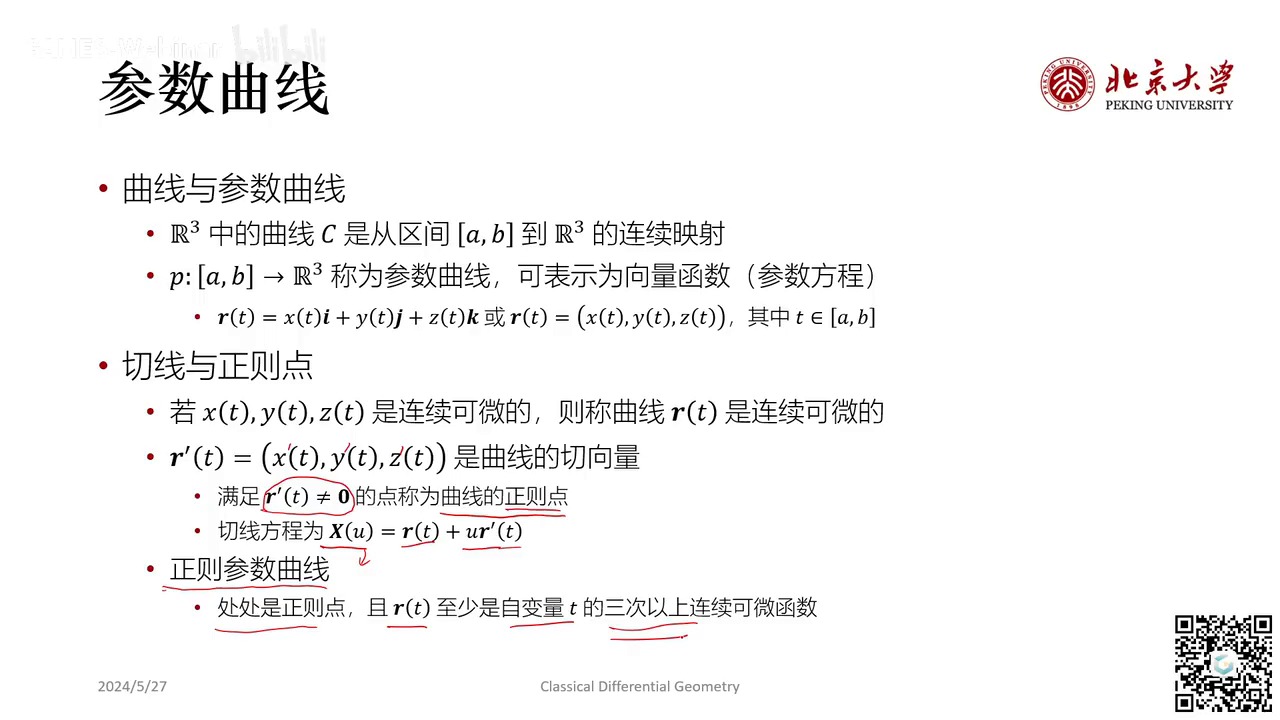 bilibili
参数曲线
北京大学
PEKING UNIVERSITY
• 曲线与参数曲线
• ℝ³ 中的曲线 C 是从区间 [a, b] 到 ℝ³ 的连续映射
• p: [a, b] → ℝ³ 称为参数曲线，可表示为向量函数（参数方程）
• r(t) = x(t)i + y(t)j + z(t)k 或 r(t) = (x(t), y(t), z(t))，其中 t ∈ [a, b]
• 切线与正则点
• 若 x(t), y(t), z(t) 是连续可微的，则称曲线 r(t) 是连续可微的
• r′(t) = (x′(t), y′(t), z′(t)) 是曲线的切向量
• 满足 r′(t) ≠ 0 的点称为曲线的正则点
• 切线方程为 X(u) = r(t) + ur′(t)
• 正则参数曲线
• 处处是正则点，且 r(t) 至少是自变量 t 的三次以上连续可微函数
2024/5/27
Classical Differential Geometry